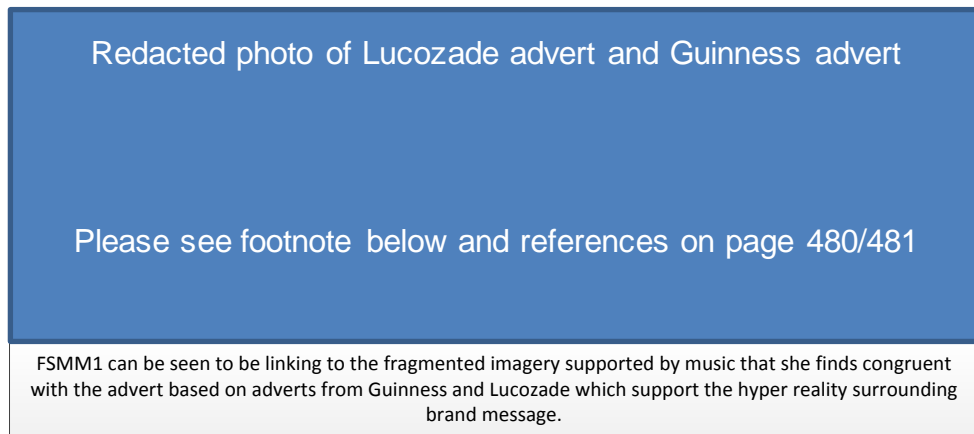 Redacted photo of Lucozade advert and Guinness advert
Please see footnote below and references on page 480/481
FSMM1 can be seen to be linking to the fragmented imagery supported by music that she finds congruent
with the advert based on adverts from Guinness and Lucozade which support the hyper reality surrounding
brand message.